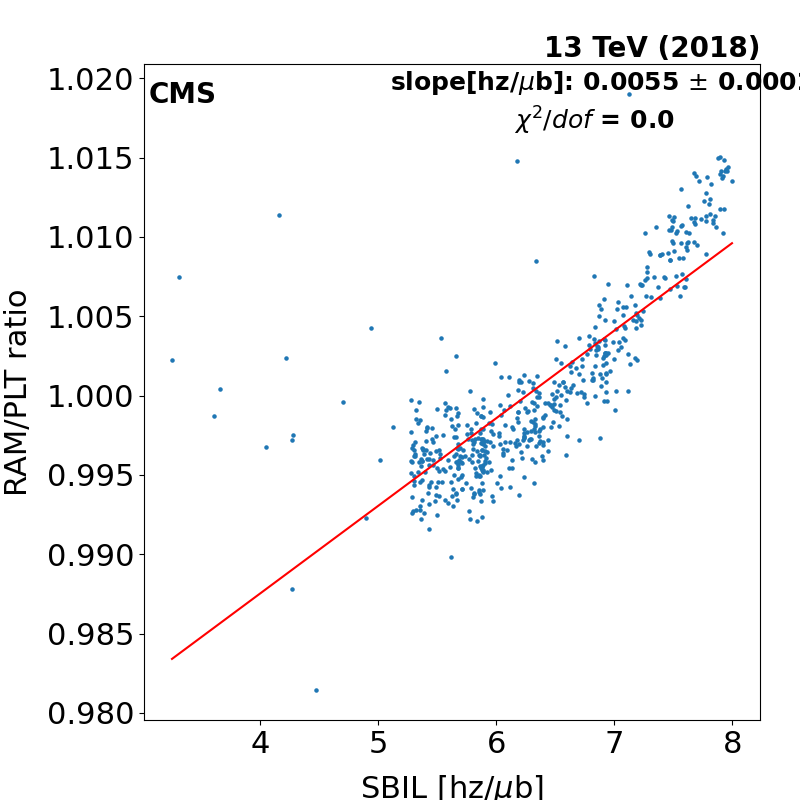 13 TeV (2018)
CMS
slope[hz/μb]: 0.0055 ± 0.000
χ²/dof = 0.0
1.020
1.015
1.010
1.005
1.000
0.995
0.990
0.985
0.980
RAM/PLT ratio
4 5 6 7 8
SBIL [hz/μb]